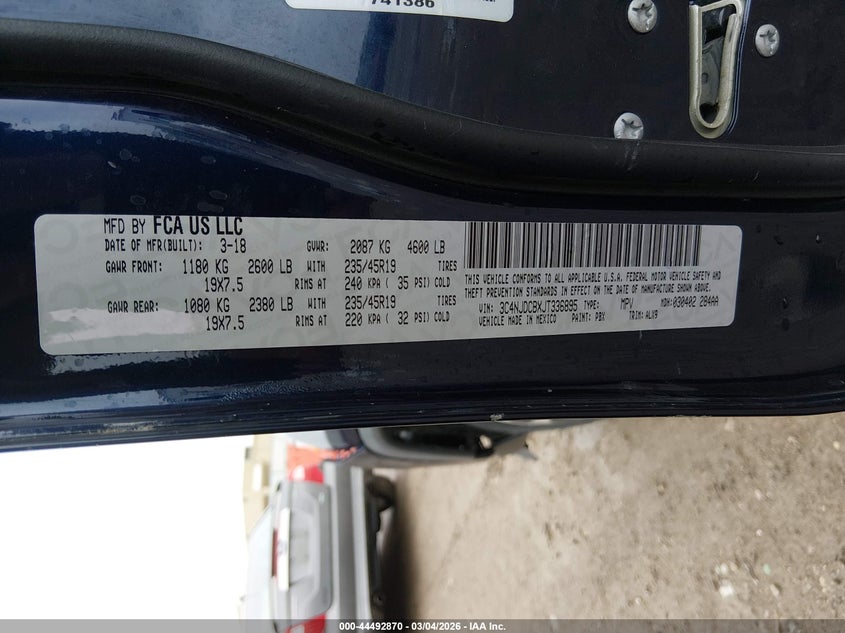 741386
MFD BY FCA US LLC
DATE OF MFR(BUILT): 3-18 GVWR: 2087 KG 4600 LB
GAWR FRONT: 1180 KG 2600 LB WITH 235/45R19 TIRES
19X7.5 RIMS AT 240 KPA ( 35 PSI) COLD
GAWR REAR: 1080 KG 2380 LB WITH 235/45R19 TIRES
19X7.5 RIMS AT 220 KPA ( 32 PSI) COLD
THIS VEHICLE CONFORMS TO ALL APPLICABLE U.S.A. FEDERAL MOTOR VEHICLE SAFETY AND
THEFT PREVENTION STANDARDS IN EFFECT ON THE DATE OF MANUFACTURE SHOWN ABOVE.
VIN: 3C4NJDCBXJT336895 TYPE: MPV MDH: 030402 284AA
VEHICLE MADE IN MEXICO PAINT: PBX TRIM: ALX9
000-44492870 | 03/04/2026 | IAA Inc.